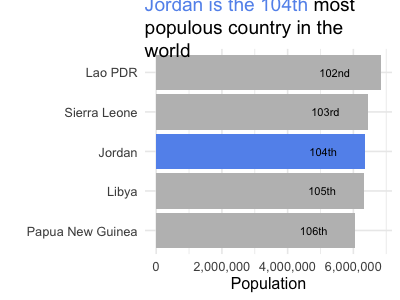 Jordan is the 104th most
populous country in the
world
Lao PDR 102nd
Sierra Leone 103rd
Jordan 104th
Libya 105th
Papua New Guinea 106th
0 2,000,000 4,000,000 6,000,000
Population